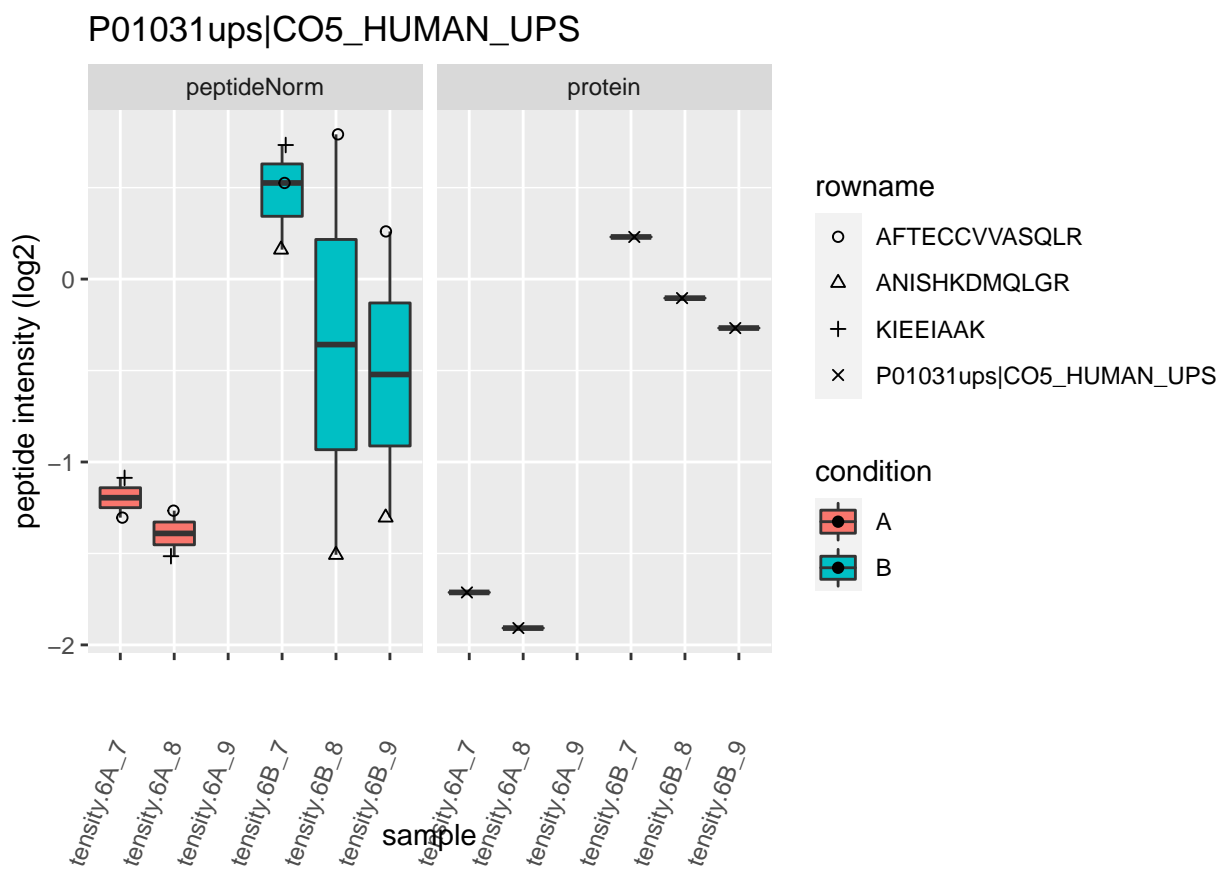 P01031ups|CO5_HUMAN_UPS
peptideNorm
protein
peptide intensity (log2)
0
−1
−2
tensity.6A_7
tensity.6A_8
tensity.6A_9
tensity.6B_7
tensity.6B_8
tensity.6B_9
tensity.6A_7
tensity.6A_8
tensity.6A_9
tensity.6B_7
tensity.6B_8
tensity.6B_9
sample
rowname
AFTECCVVASQLR
ANISHKDMQLGR
KIEEIAAK
P01031ups|CO5_HUMAN_UPS
condition
A
B